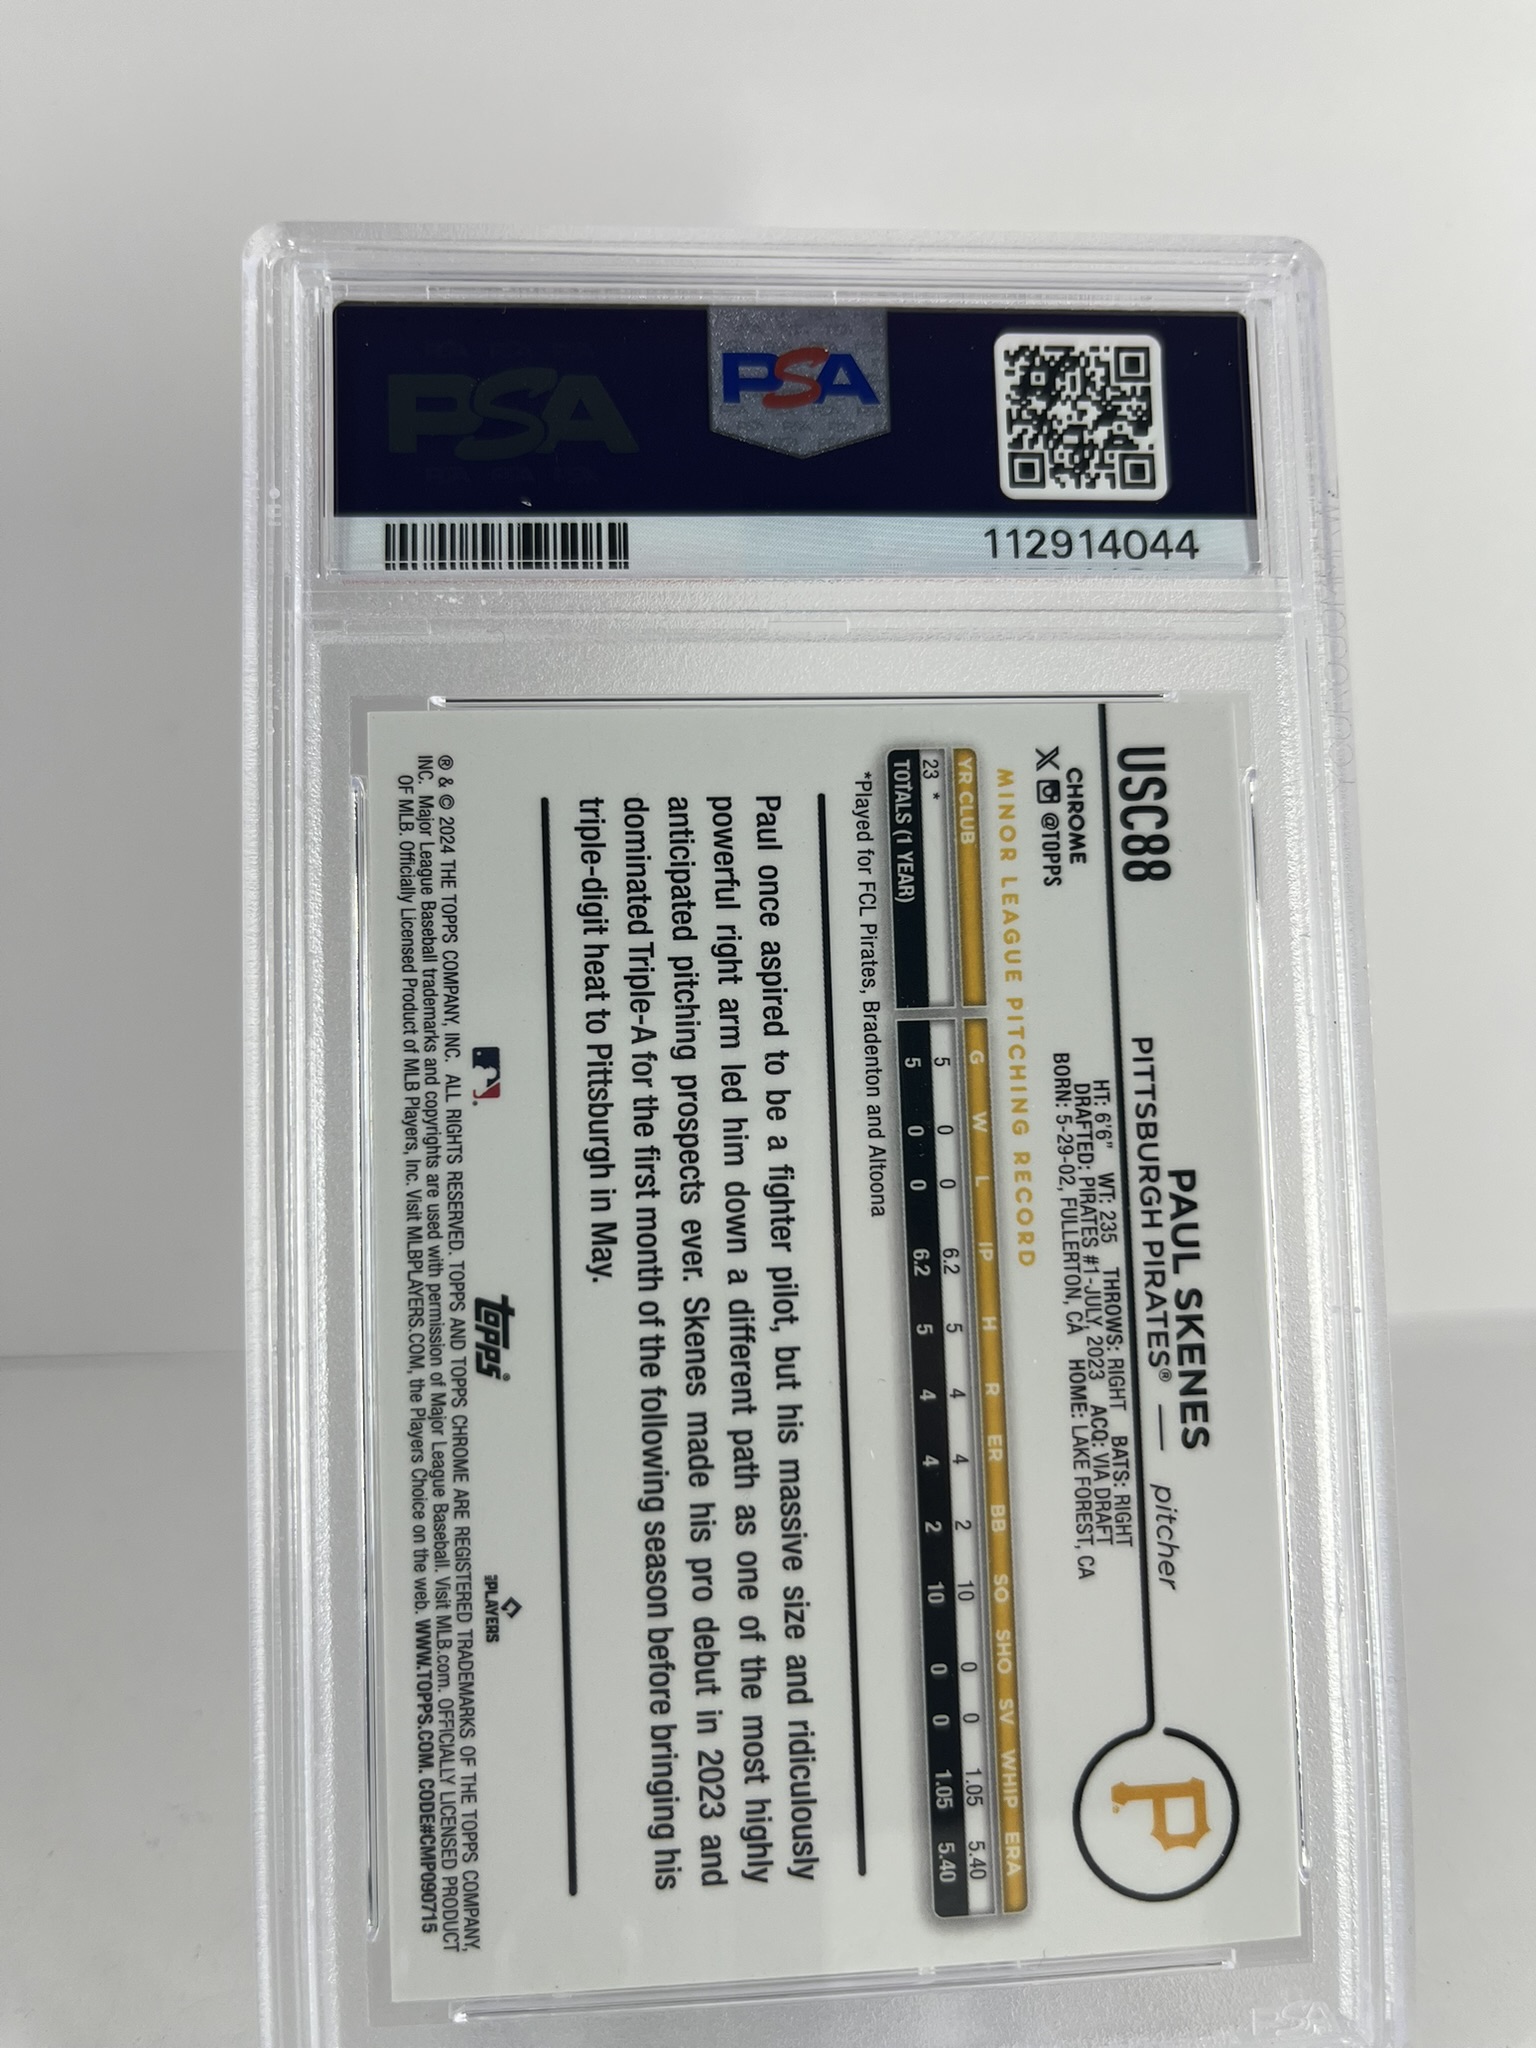 PSA
PSA
112914044
USC88
PAUL SKENES
PITTSBURGH PIRATES® — pitcher
CHROME
X @TOPPS
HT: 6'6" WT: 235 THROWS: RIGHT BATS: RIGHT
DRAFTED: PIRATES #1-JULY, 2023 ACQ: VIA DRAFT
BORN: 5-29-02, FULLERTON, CA HOME: LAKE FOREST, CA
P
MINOR LEAGUE PITCHING RECORD
YR CLUB G W L IP H R ER BB SO SHO SV WHIP ERA
23 * 5 0 0 6.2 5 4 4 2 10 0 0 1.05 5.40
TOTALS (1 YEAR) 5 0 0 6.2 5 4 4 2 10 0 0 1.05 5.40
*Played for FCL Pirates, Bradenton and Altoona
Paul once aspired to be a fighter pilot, but his massive size and ridiculously
powerful right arm led him down a different path as one of the most highly
anticipated pitching prospects ever. Skenes made his pro debut in 2023 and
dominated Triple-A for the first month of the following season before bringing his
triple-digit heat to Pittsburgh in May.
topps®
PLAYERS
® & © 2024 THE TOPPS COMPANY, INC. ALL RIGHTS RESERVED. TOPPS AND TOPPS CHROME ARE REGISTERED TRADEMARKS OF THE TOPPS COMPANY,
INC. Major League Baseball trademarks and copyrights are used with permission of Major League Baseball. Visit MLB.com. OFFICIALLY LICENSED PRODUCT
OF MLB. Officially Licensed Product of MLB Players, Inc. Visit MLBPLAYERS.COM, the Players Choice on the web. WWW.TOPPS.COM. CODE#CMP090715
PSA